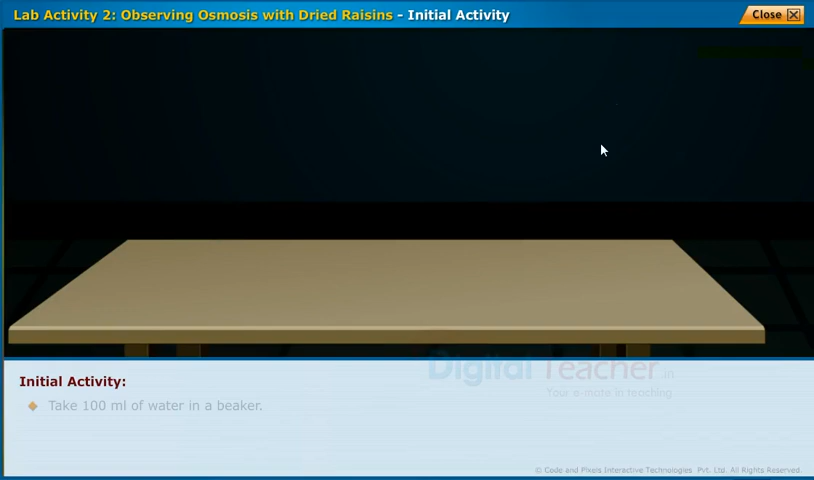 Lab Activity 2: Observing Osmosis with Dried Raisins - Initial Activity
Close
Digital Teacher.in
Your e-mate in teaching
Initial Activity:
Take 100 ml of water in a beaker.
© Code and Pixels Interactive Technologies. Pvt. Ltd. All Rights Reserved.